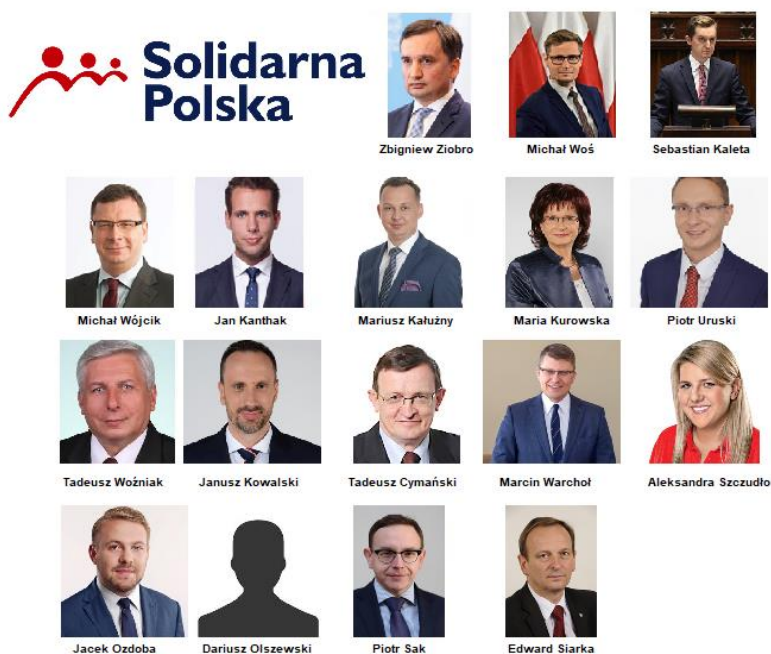 Solidarna
Polska
Zbigniew Ziobro
Michał Woś
Sebastian Kaleta
Michał Wójcik
Jan Kanthak
Mariusz Kałużny
Maria Kurowska
Piotr Uruski
Tadeusz Woźniak
Janusz Kowalski
Tadeusz Cymański
Marcin Warchoł
Aleksandra Szczudło
Jacek Ozdoba
Dariusz Olszewski
Piotr Sak
Edward Siarka